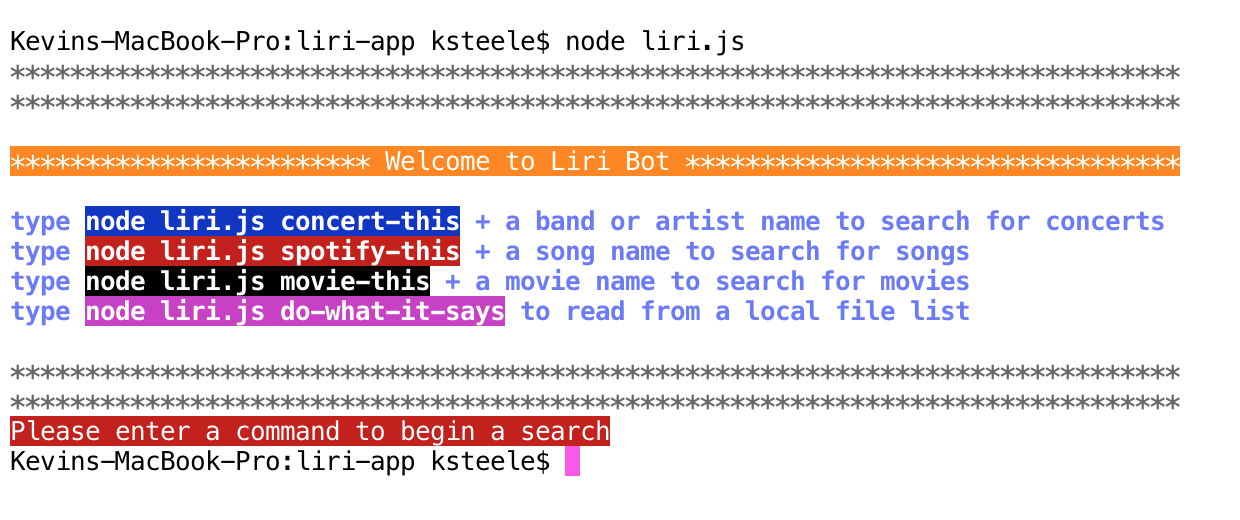 Kevins-MacBook-Pro:liri-app ksteele$ node liri.js
******************************************************************************
******************************************************************************
************************ Welcome to Liri Bot *********************************
type node liri.js concert-this + a band or artist name to search for concerts
type node liri.js spotify-this + a song name to search for songs
type node liri.js movie-this + a movie name to search for movies
type node liri.js do-what-it-says to read from a local file list
******************************************************************************
******************************************************************************
Please enter a command to begin a search
Kevins-MacBook-Pro:liri-app ksteele$